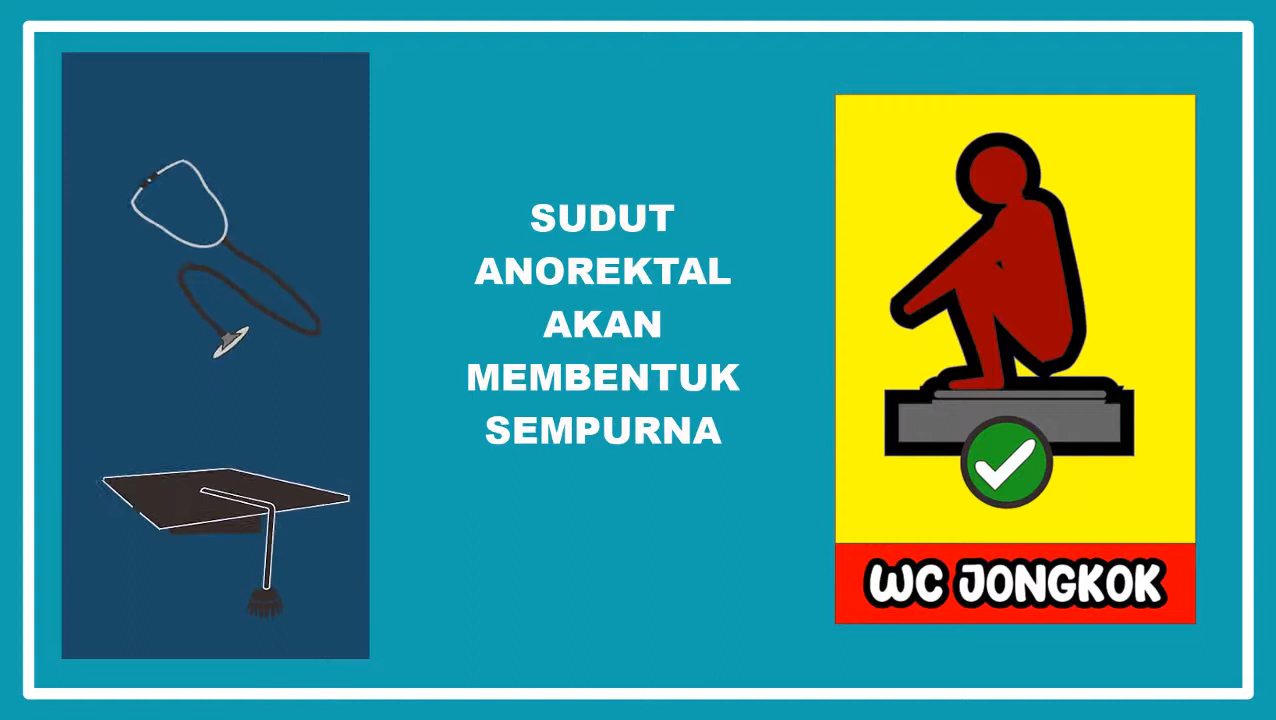 SUDUT
ANOREKTAL
AKAN
MEMBENTUK
SEMPURNA
WC JONGKOK